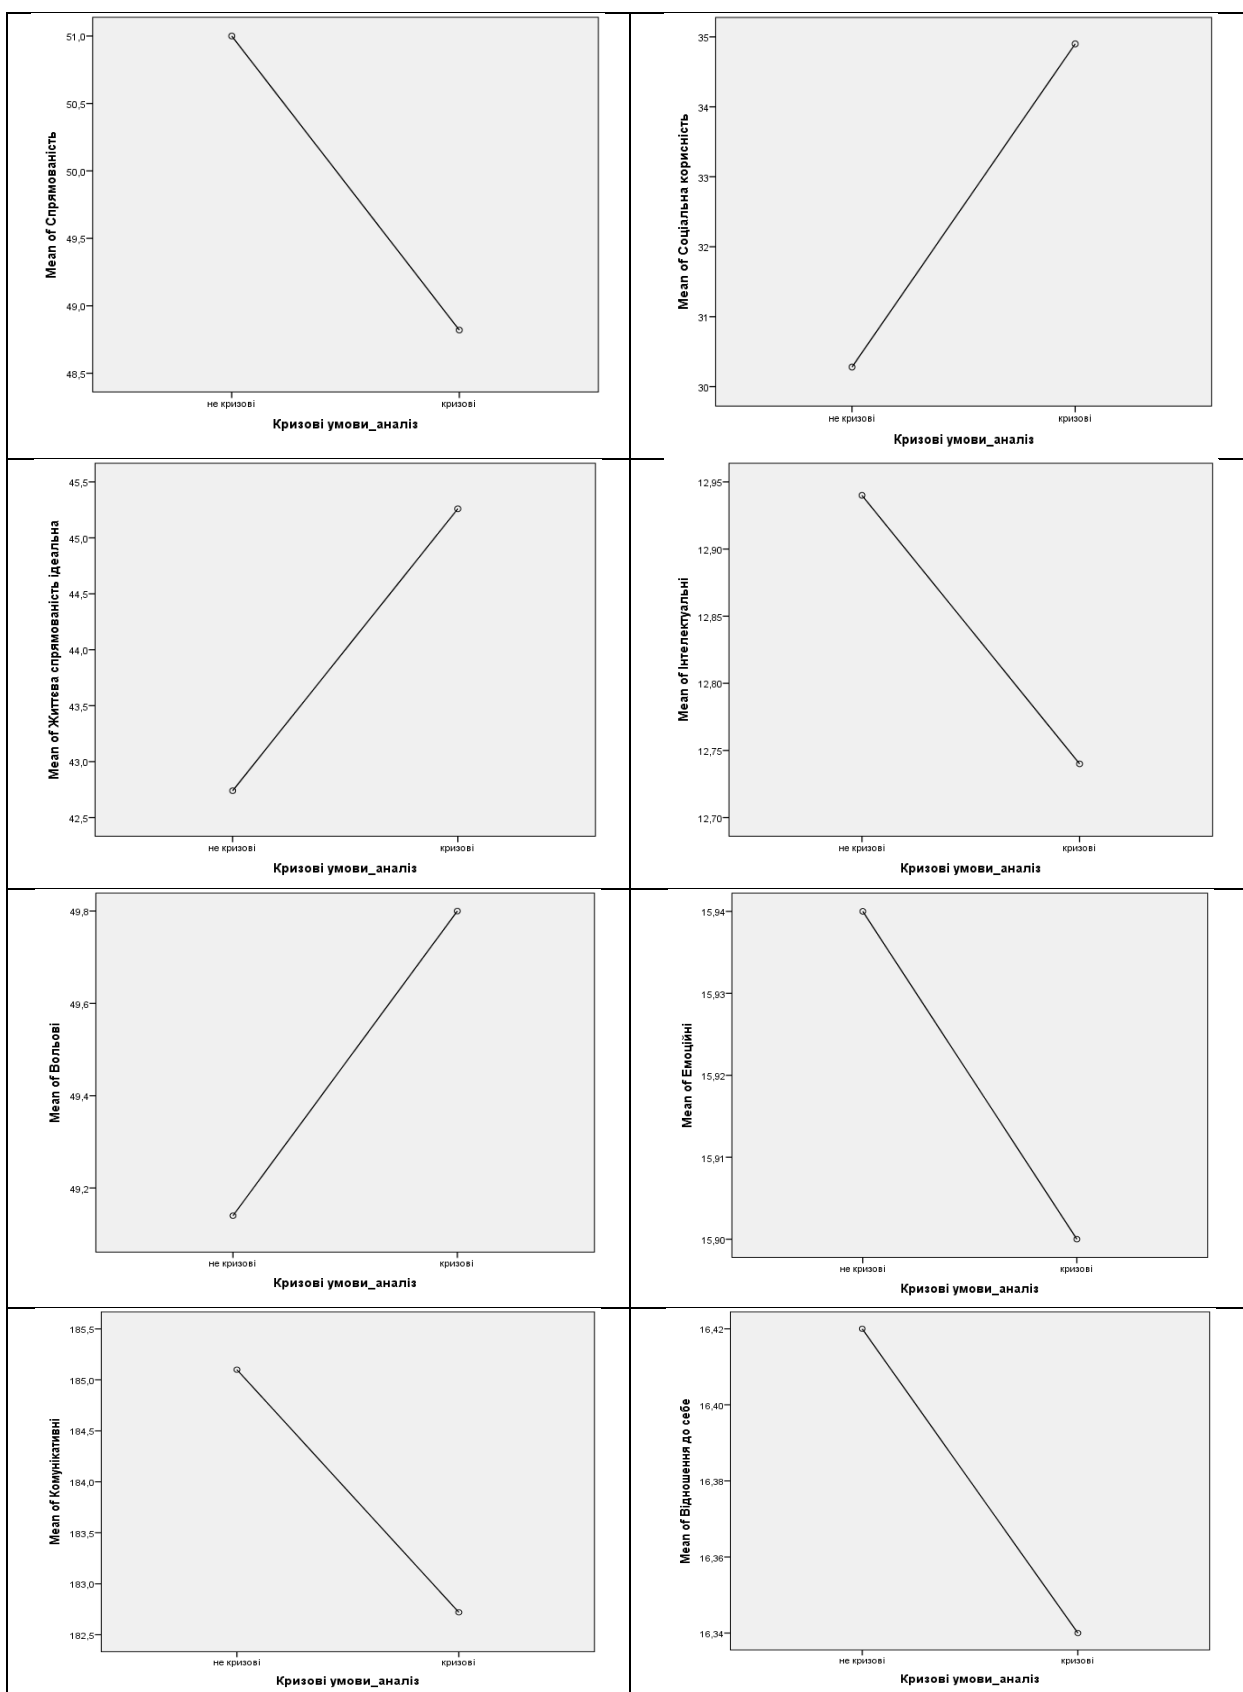 Mean of Спрямованість
51,0
50,5
50,0
49,5
49,0
48,5
не кризові
кризові
Кризові умови_аналіз
Mean of Соціальна корисність
35
34
33
32
31
30
не кризові
кризові
Кризові умови_аналіз
Mean of Життєва спрямованість ідеальна
45,5
45,0
44,5
44,0
43,5
43,0
42,5
не кризові
кризові
Кризові умови_аналіз
Mean of Інтелектуальні
12,95
12,90
12,85
12,80
12,75
12,70
не кризові
кризові
Кризові умови_аналіз
Mean of Вольові
49,8
49,6
49,4
49,2
не кризові
кризові
Кризові умови_аналіз
Mean of Емоційні
15,94
15,93
15,92
15,91
15,90
не кризові
кризові
Кризові умови_аналіз
Mean of Комунікативні
185,5
185,0
184,5
184,0
183,5
183,0
182,5
не кризові
кризові
Кризові умови_аналіз
Mean of Відношення до себе
16,42
16,40
16,38
16,36
16,34
не кризові
кризові
Кризові умови_аналіз